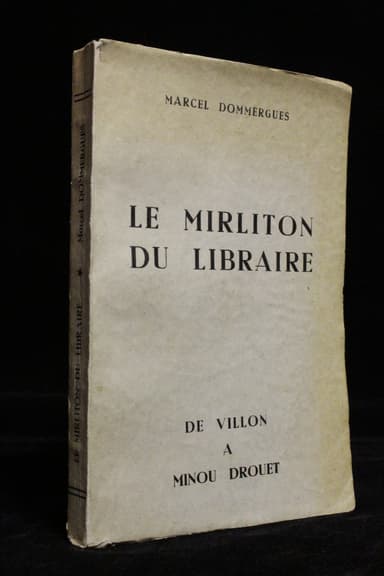 MARCEL DOMMERGUES
LE MIRLITON
DU LIBRAIRE
DE VILLON
A
MINOU DROUET
LE MIRLITON DU LIBRAIRE * Marcel DOMMERGUES